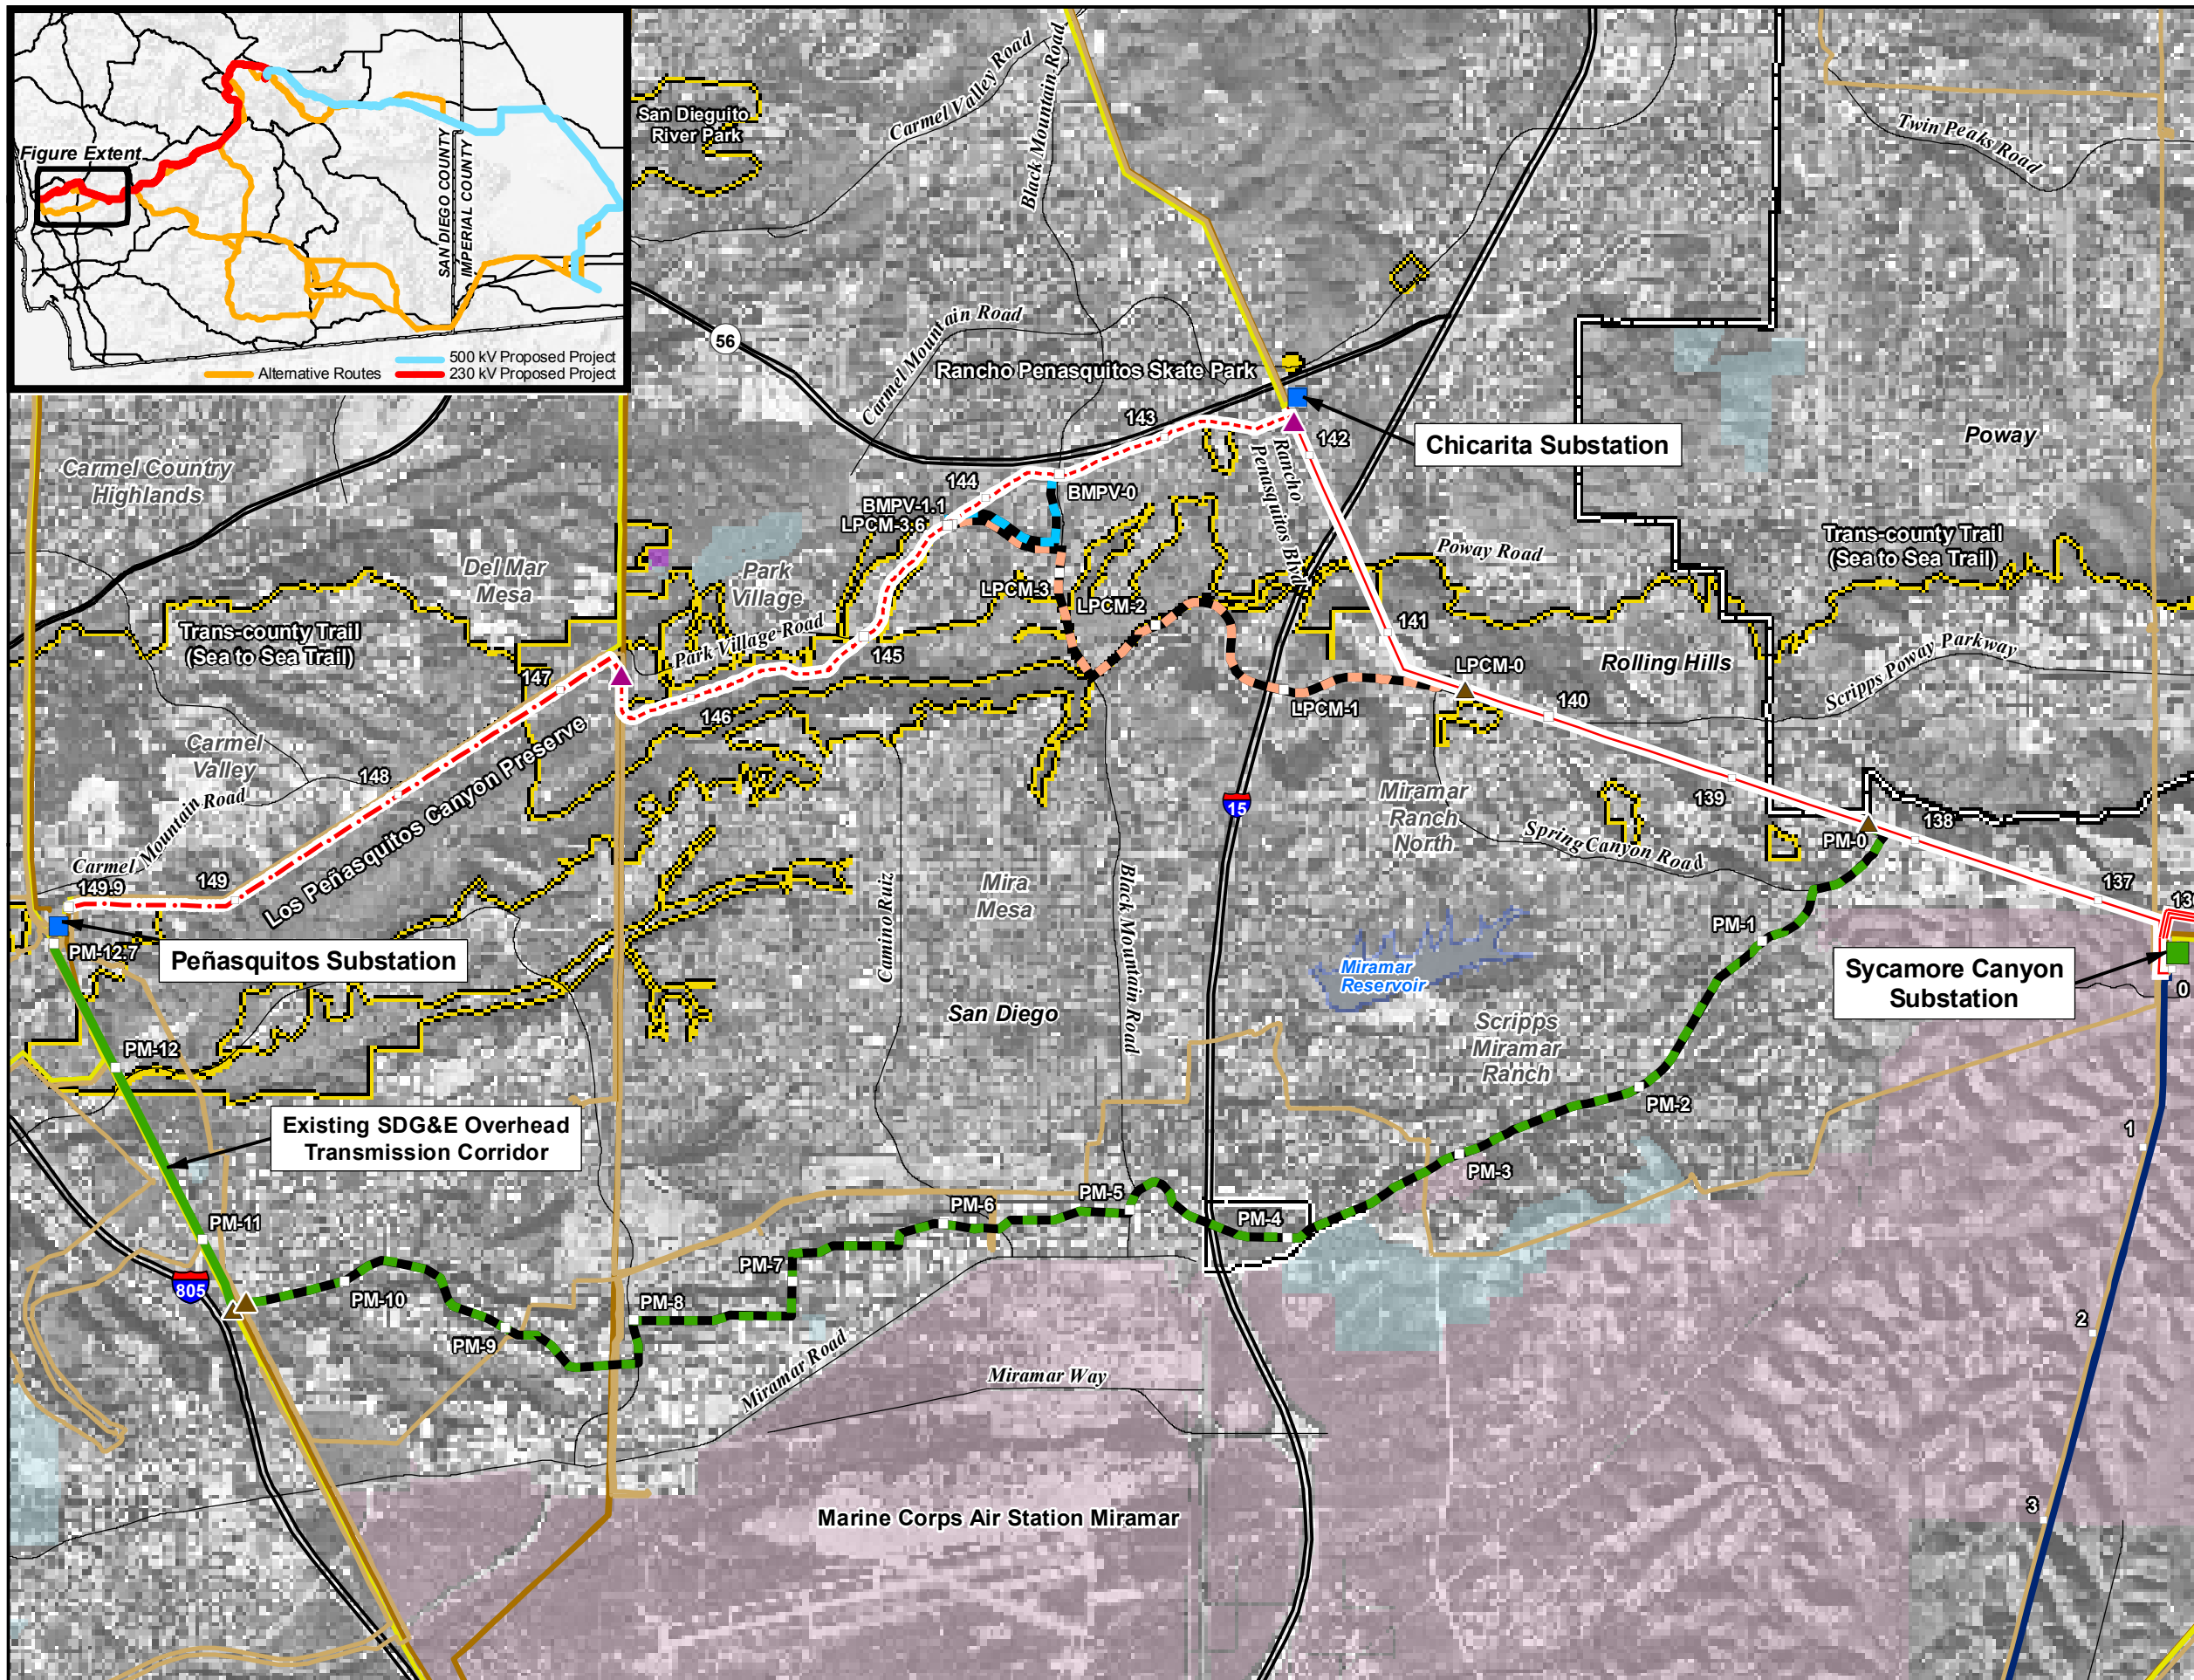 Figure Extent
SAN DIEGO COUNTY
IMPERIAL COUNTY
500 kV Proposed Project
Alternative Routes
230 kV Proposed Project
San Dieguito
River Park
Carmel Valley Road
Black Mountain Road
Twin Peaks Road
56
Carmel Mountain Road
Rancho Penasquitos Skate Park
143
142
Rancho
Penasquitos Blvd
Chicarita Substation
Poway
Carmel Country
Highlands
144
BMPV-0
BMPV-1.1
LPCM-3.6
Del Mar
Mesa
Park
Village
LPCM-3
LPCM-2
Poway Road
Trans-county Trail
(Sea to Sea Trail)
Trans-county Trail
(Sea to Sea Trail)
Park Village Road
145
141
LPCM-0
Rolling Hills
Scripps Poway Parkway
147
146
LPCM-1
140
Carmel
Valley
148
Los Peñasquitos Canyon Preserve
Carmel Mountain Road
15
Miramar
Ranch
North
139
138
PM-0
Spring Canyon Road
149.9
149
Camino Ruiz
Mira
Mesa
Black Mountain Road
137
136
PM-1
PM-12.7
Peñasquitos Substation
Miramar
Reservoir
Sycamore Canyon
Substation
0
San Diego
Scripps
Miramar
Ranch
PM-12
PM-2
Existing SDG&E Overhead
Transmission Corridor
1
PM-3
PM-5
PM-6
PM-4
PM-11
PM-7
805
PM-10
PM-8
PM-9
2
Miramar Road
Miramar Way
3
Marine Corps Air Station Miramar